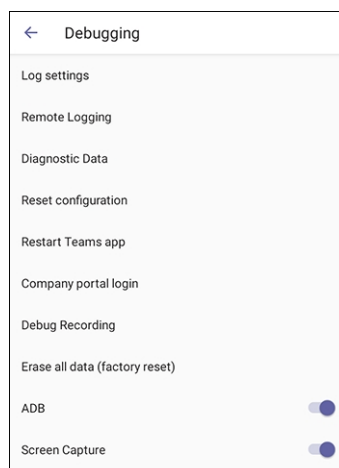 Debugging
Log settings
Remote Logging
Diagnostic Data
Reset configuration
Restart Teams app
Company portal login
Debug Recording
Erase all data (factory reset)
ADB
Screen Capture